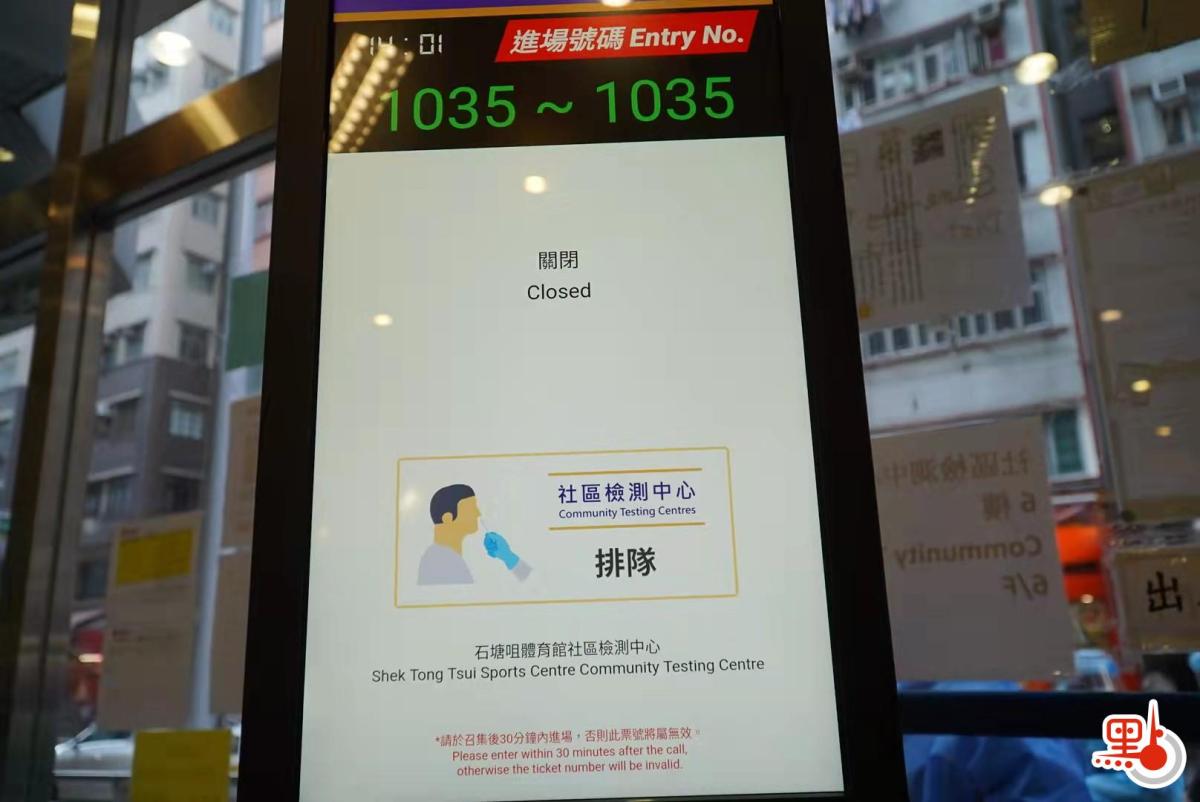 14:01
進場號碼 Entry No.
1035 ~ 1035
關閉
Closed
社區檢測中心
Community Testing Centres
排隊
石塘咀體育館社區檢測中心
Shek Tong Tsui Sports Centre Community Testing Centre
*請於召集後30分鐘內進場，否則此票號將屬無效。
Please enter within 30 minutes after the call,
otherwise the ticket number will be invalid.
社區檢測中
6 樓
Community
6/F
出
點